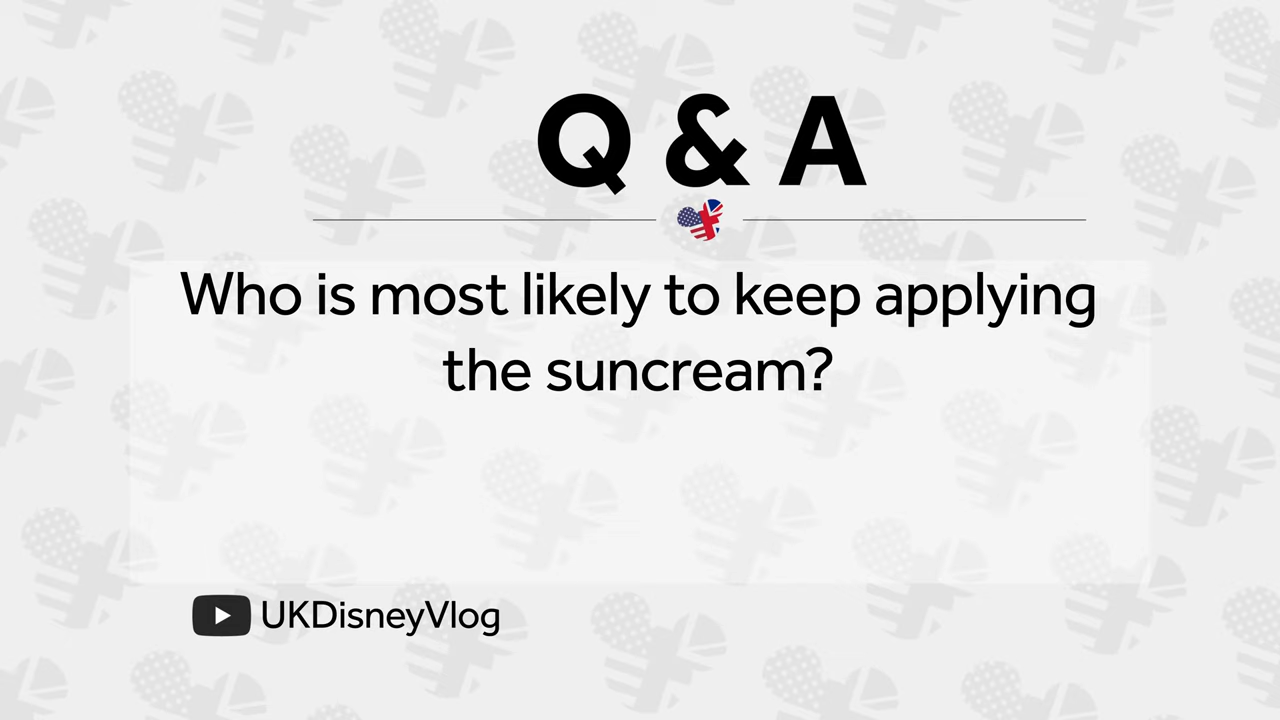 Q & A
Who is most likely to keep applying
the suncream?
UKDisneyVlog